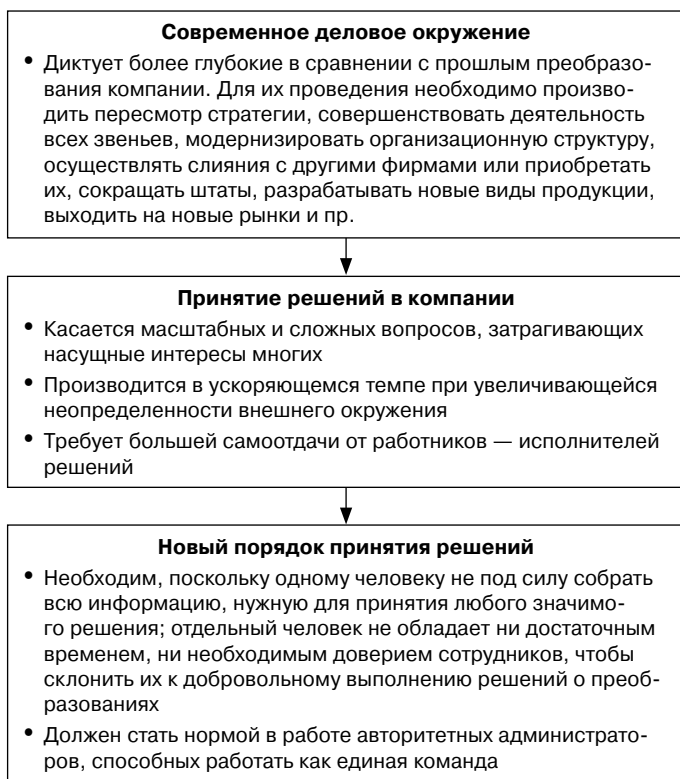 Современное деловое окружение
• Диктует более глубокие в сравнении с прошлым преобразо-
вания компании. Для их проведения необходимо произво-
дить пересмотр стратегии, совершенствовать деятельность
всех звеньев, модернизировать организационную структуру,
осуществлять слияния с другими фирмами или приобретать
их, сокращать штаты, разрабатывать новые виды продукции,
выходить на новые рынки и пр.
Принятие решений в компании
• Касается масштабных и сложных вопросов, затрагивающих
насущные интересы многих
• Производится в ускоряющемся темпе при увеличивающейся
неопределенности внешнего окружения
• Требует большей самоотдачи от работников — исполнителей
решений
Новый порядок принятия решений
• Необходим, поскольку одному человеку не под силу собрать
всю информацию, нужную для принятия любого значимо-
го решения; отдельный человек не обладает ни достаточным
временем, ни необходимым доверием сотрудников, чтобы
склонить их к добровольному выполнению решений о преоб-
разованиях
• Должен стать нормой в работе авторитетных администрато-
ров, способных работать как единая команда